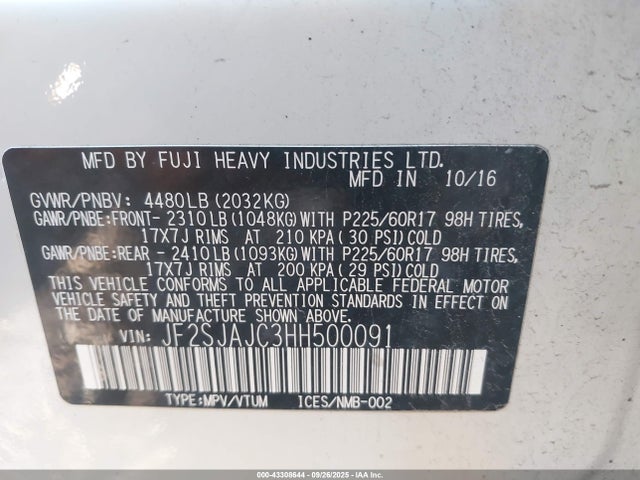 MFD BY FUJI HEAVY INDUSTRIES LTD.
MFD IN 10/16
GVWR/PNBV: 4480LB (2032KG)
GAWR/PNBE:FRONT- 2310LB(1048KG)WITH P225/60R17 98H TIRES,
17X7J RIMS AT 210 KPA( 30 PSI)COLD
GAWR/PNBE:REAR - 2410LB(1093KG)WITH P225/60R17 98H TIRES,
17X7J RIMS AT 200 KPA( 29 PSI)COLD
THIS VEHICLE CONFORMS TO ALL APPLICABLE FEDERAL MOTOR
VEHICLE SAFETY AND THEFT PREVENTION STANDARDS IN EFFECT ON
THE DATE OF MANUFACTURE SHOWN ABOVE.
VIN: JF2SJAJC3HH500091
TYPE:MPV/VTUM ICES/NMB-002
000-43308644 - 09/26/2025 - IAAI.com